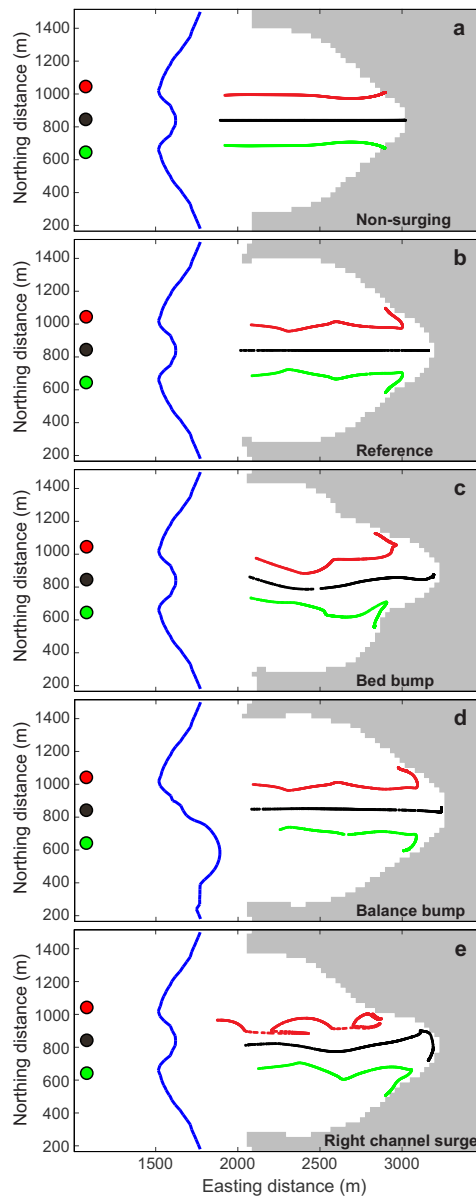 a
1400
1200
1000
800
600
400
200
Northing distance (m)
Non-surging
b
1400
1200
1000
800
600
400
200
Northing distance (m)
Reference
c
1400
1200
1000
800
600
400
200
Northing distance (m)
Bed bump
d
1400
1200
1000
800
600
400
200
Northing distance (m)
Balance bump
e
1400
1200
1000
800
600
400
200
Northing distance (m)
Right channel surge
1500 2000 2500 3000
Easting distance (m)